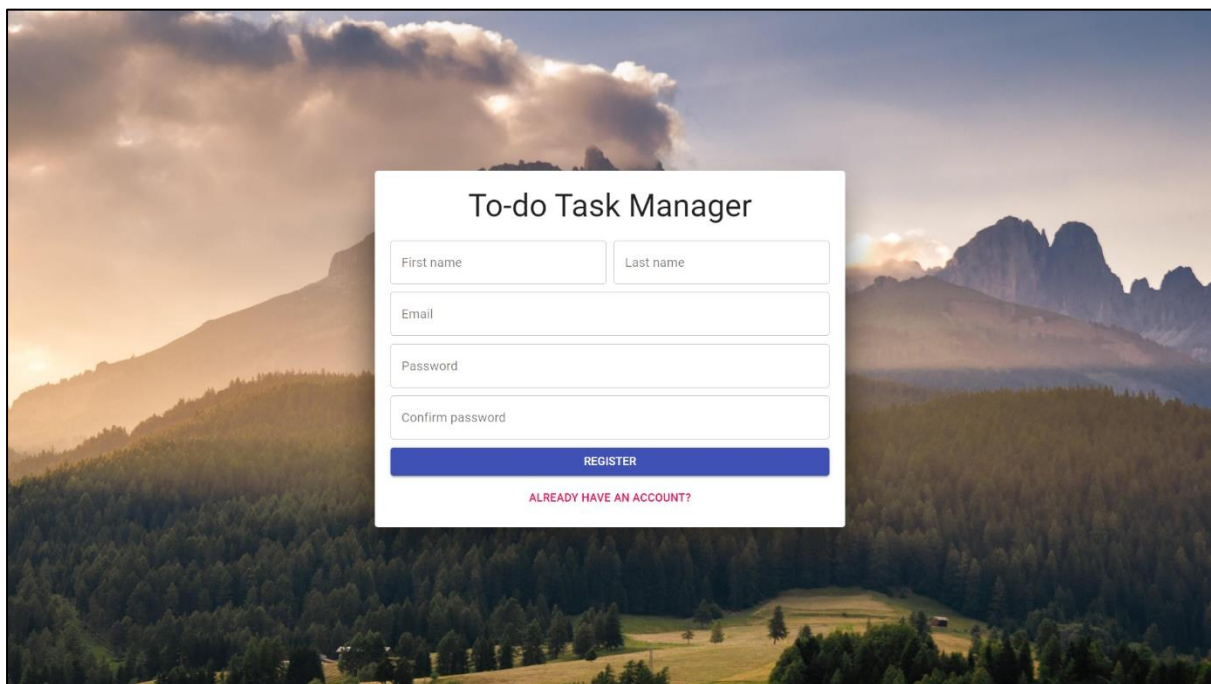 To-do Task Manager
First name Last name
Email
Password
Confirm password
REGISTER
ALREADY HAVE AN ACCOUNT?